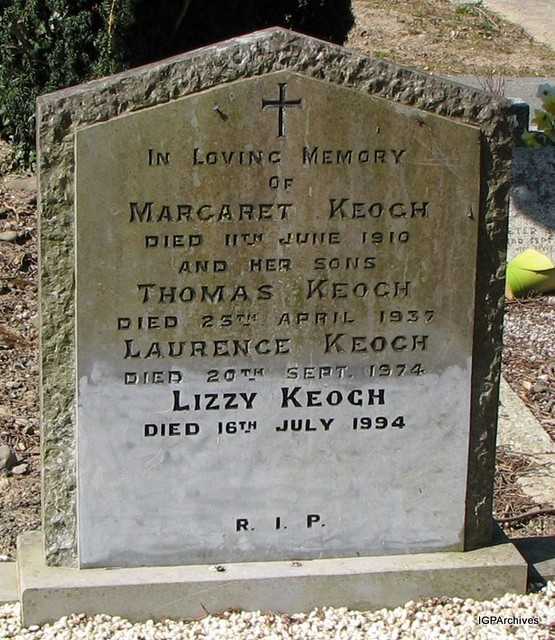 In Loving Memory
Of
Margaret Keogh
Died 11th June 1910
And Her Sons
Thomas Keogh
Died 25th April 1937
Laurence Keogh
Died 20th Sept. 1974
Lizzy Keogh
Died 16th July 1994
R. I. P.
IGPArchives